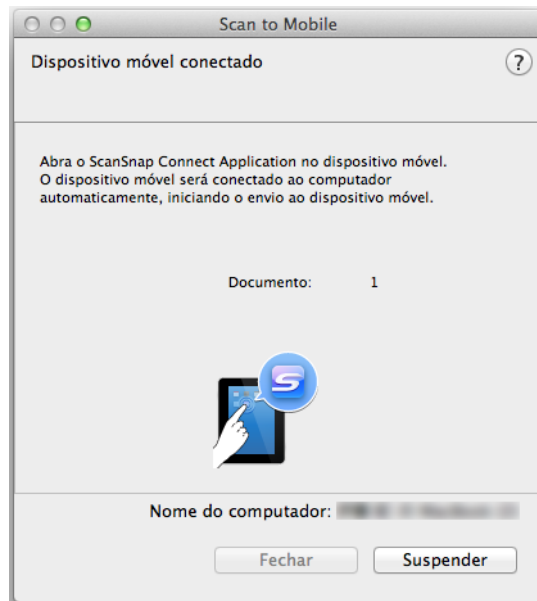 Scan to Mobile
Dispositivo móvel conectado
?
Abra o ScanSnap Connect Application no dispositivo móvel.
O dispositivo móvel será conectado ao computador
automaticamente, iniciando o envio ao dispositivo móvel.
Documento: 1
S
Nome do computador:
Fechar Suspender